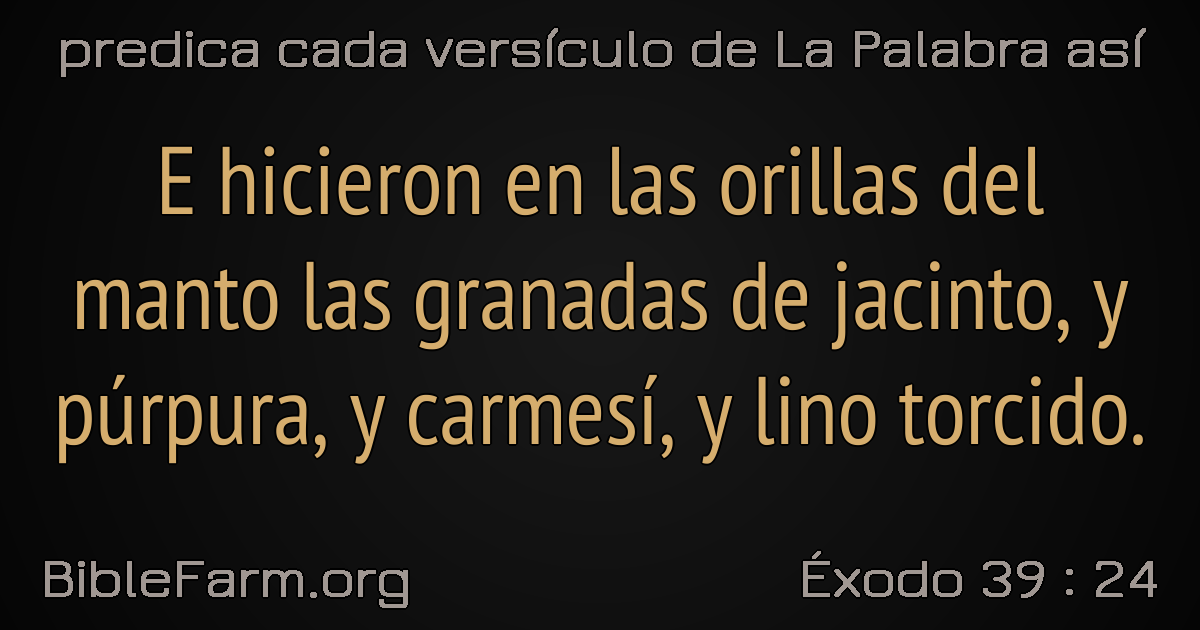 predica cada versículo de La Palabra así
E hicieron en las orillas del
manto las granadas de jacinto, y
púrpura, y carmesí, y lino torcido.
BibleFarm.org
Éxodo 39 : 24